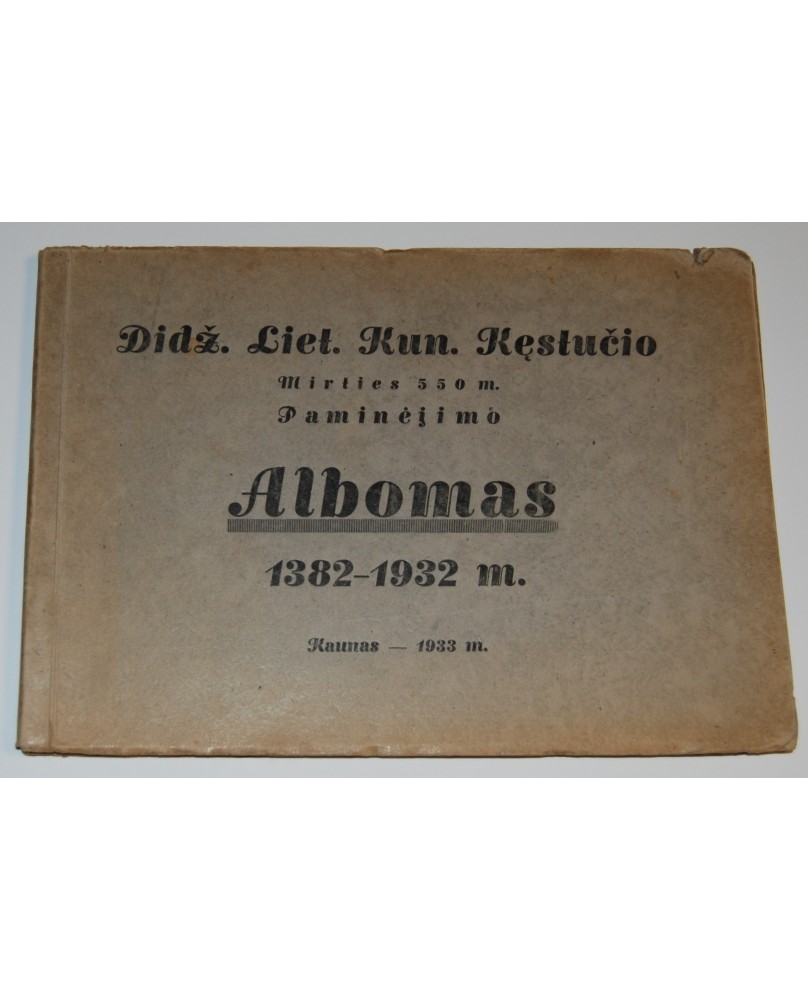 Didž. Liet. Kun. Kęstučio
Mirties 550 m.
Paminėjimo
Albomas
1382–1932 m.
Kaunas — 1933 m.